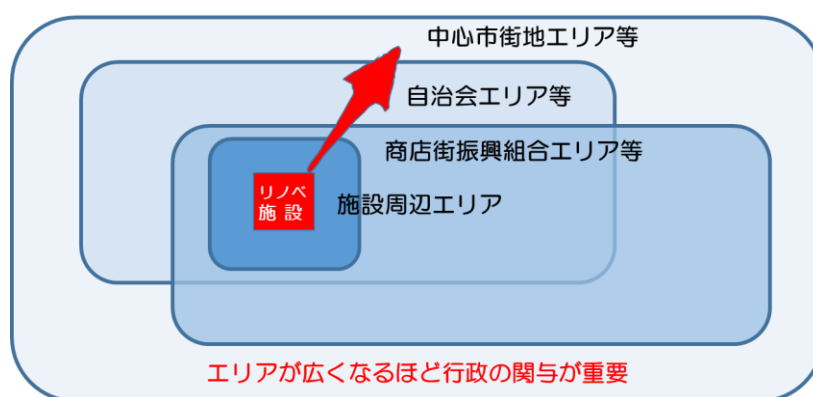 中心市街地エリア等
自治会エリア等
商店街振興組合エリア等
リノベ
施設
施設周辺エリア
エリアが広くなるほど行政の関与が重要